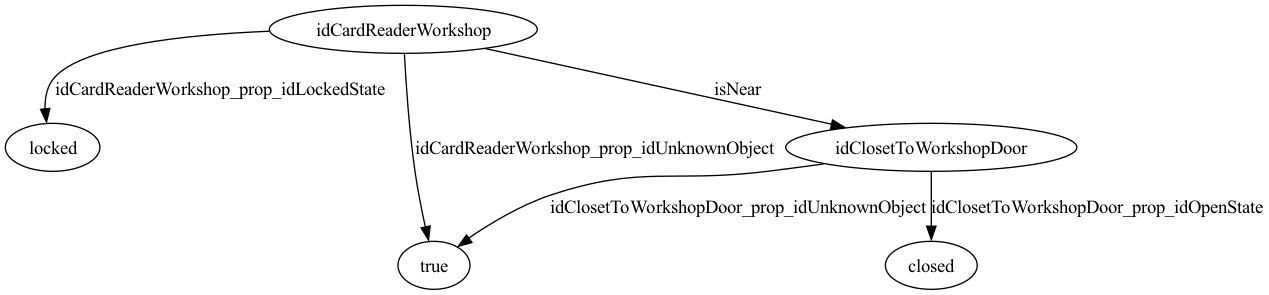 idCardReaderWorkshop
idCardReaderWorkshop_prop_idLockedState
isNear
locked
idCardReaderWorkshop_prop_idUnknownObject
idClosetToWorkshopDoor
idClosetToWorkshopDoor_prop_idUnknownObject
idClosetToWorkshopDoor_prop_idOpenState
true
closed